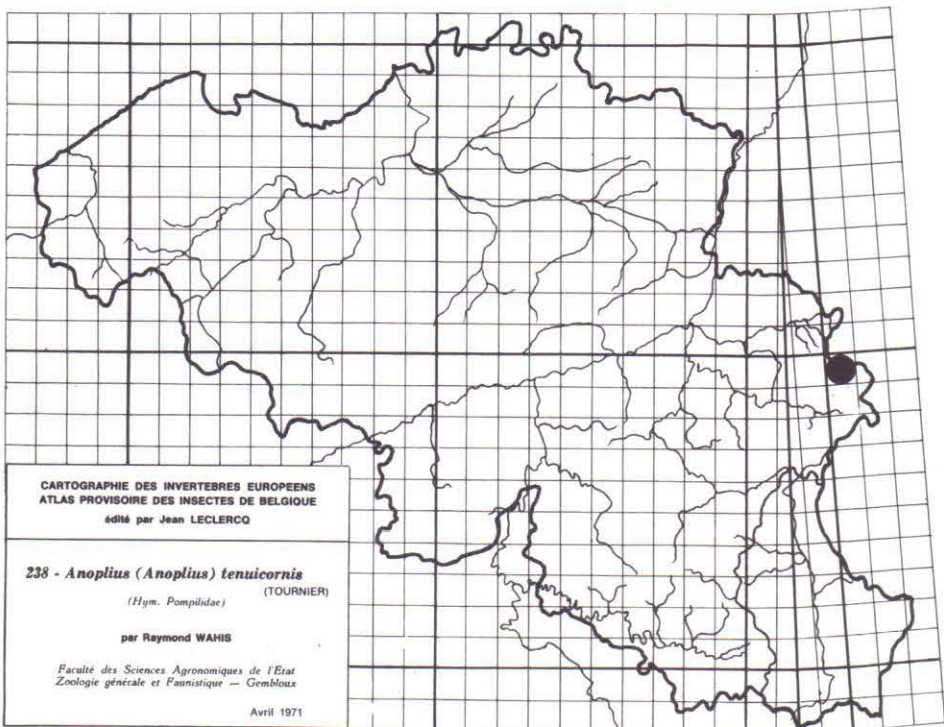 CARTOGRAPHIE DES INVERTEBRES EUROPEENS
ATLAS PROVISOIRE DES INSECTES DE BELGIQUE
édité par Jean LECLERCQ
238 - Anoplius (Anoplius) tenuicornis
(TOURNIER)
(Hym. Pompilidae)
par Raymond WAHIS
Faculté des Sciences Agronomiques de l'Etat
Zoologie générale et Faunistique — Gembloux
Avril 1971